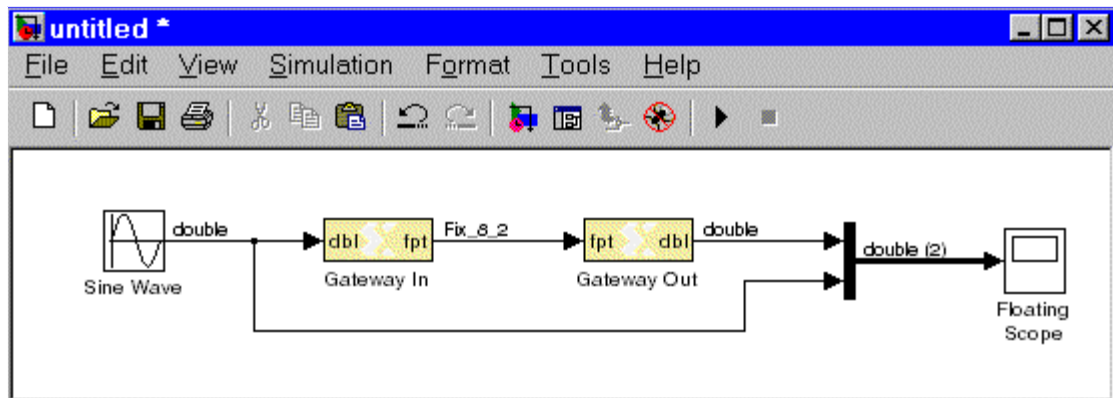 untitled *
File Edit View Simulation Format Tools Help
double
dbl fpt
Fix_8_2
fpt dbl
double
double (2)
Sine Wave
Gateway In
Gateway Out
Floating
Scope